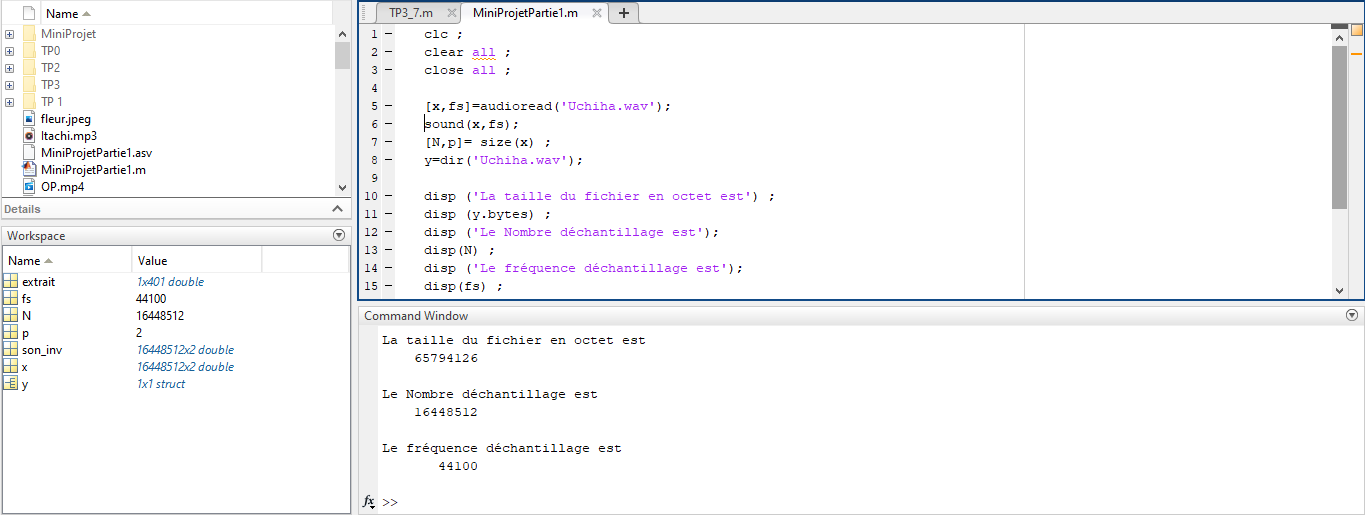 Name
MiniProjet
TP0
TP2
TP3
TP 1
fleur.jpeg
Itachi.mp3
MiniProjetPartie1.asv
MiniProjetPartie1.m
OP.mp4
Details
Workspace
Name Value
extrait 1x401 double
fs 44100
N 16448512
p 2
son_inv 16448512x2 double
x 16448512x2 double
y 1x1 struct
TP3_7.m MiniProjetPartie1.m
1 clc ;
2 clear all ;
3 close all ;
4
5 [x,fs]=audioread('Uchiha.wav');
6 sound(x,fs);
7 [N,p]= size(x) ;
8 y=dir('Uchiha.wav');
9
10 disp ('La taille du fichier en octet est') ;
11 disp (y.bytes) ;
12 disp ('Le Nombre déchantillage est');
13 disp(N) ;
14 disp ('Le fréquence déchantillage est');
15 disp(fs) ;
Command Window
La taille du fichier en octet est
65794126
Le Nombre déchantillage est
16448512
Le fréquence déchantillage est
44100
fx >>